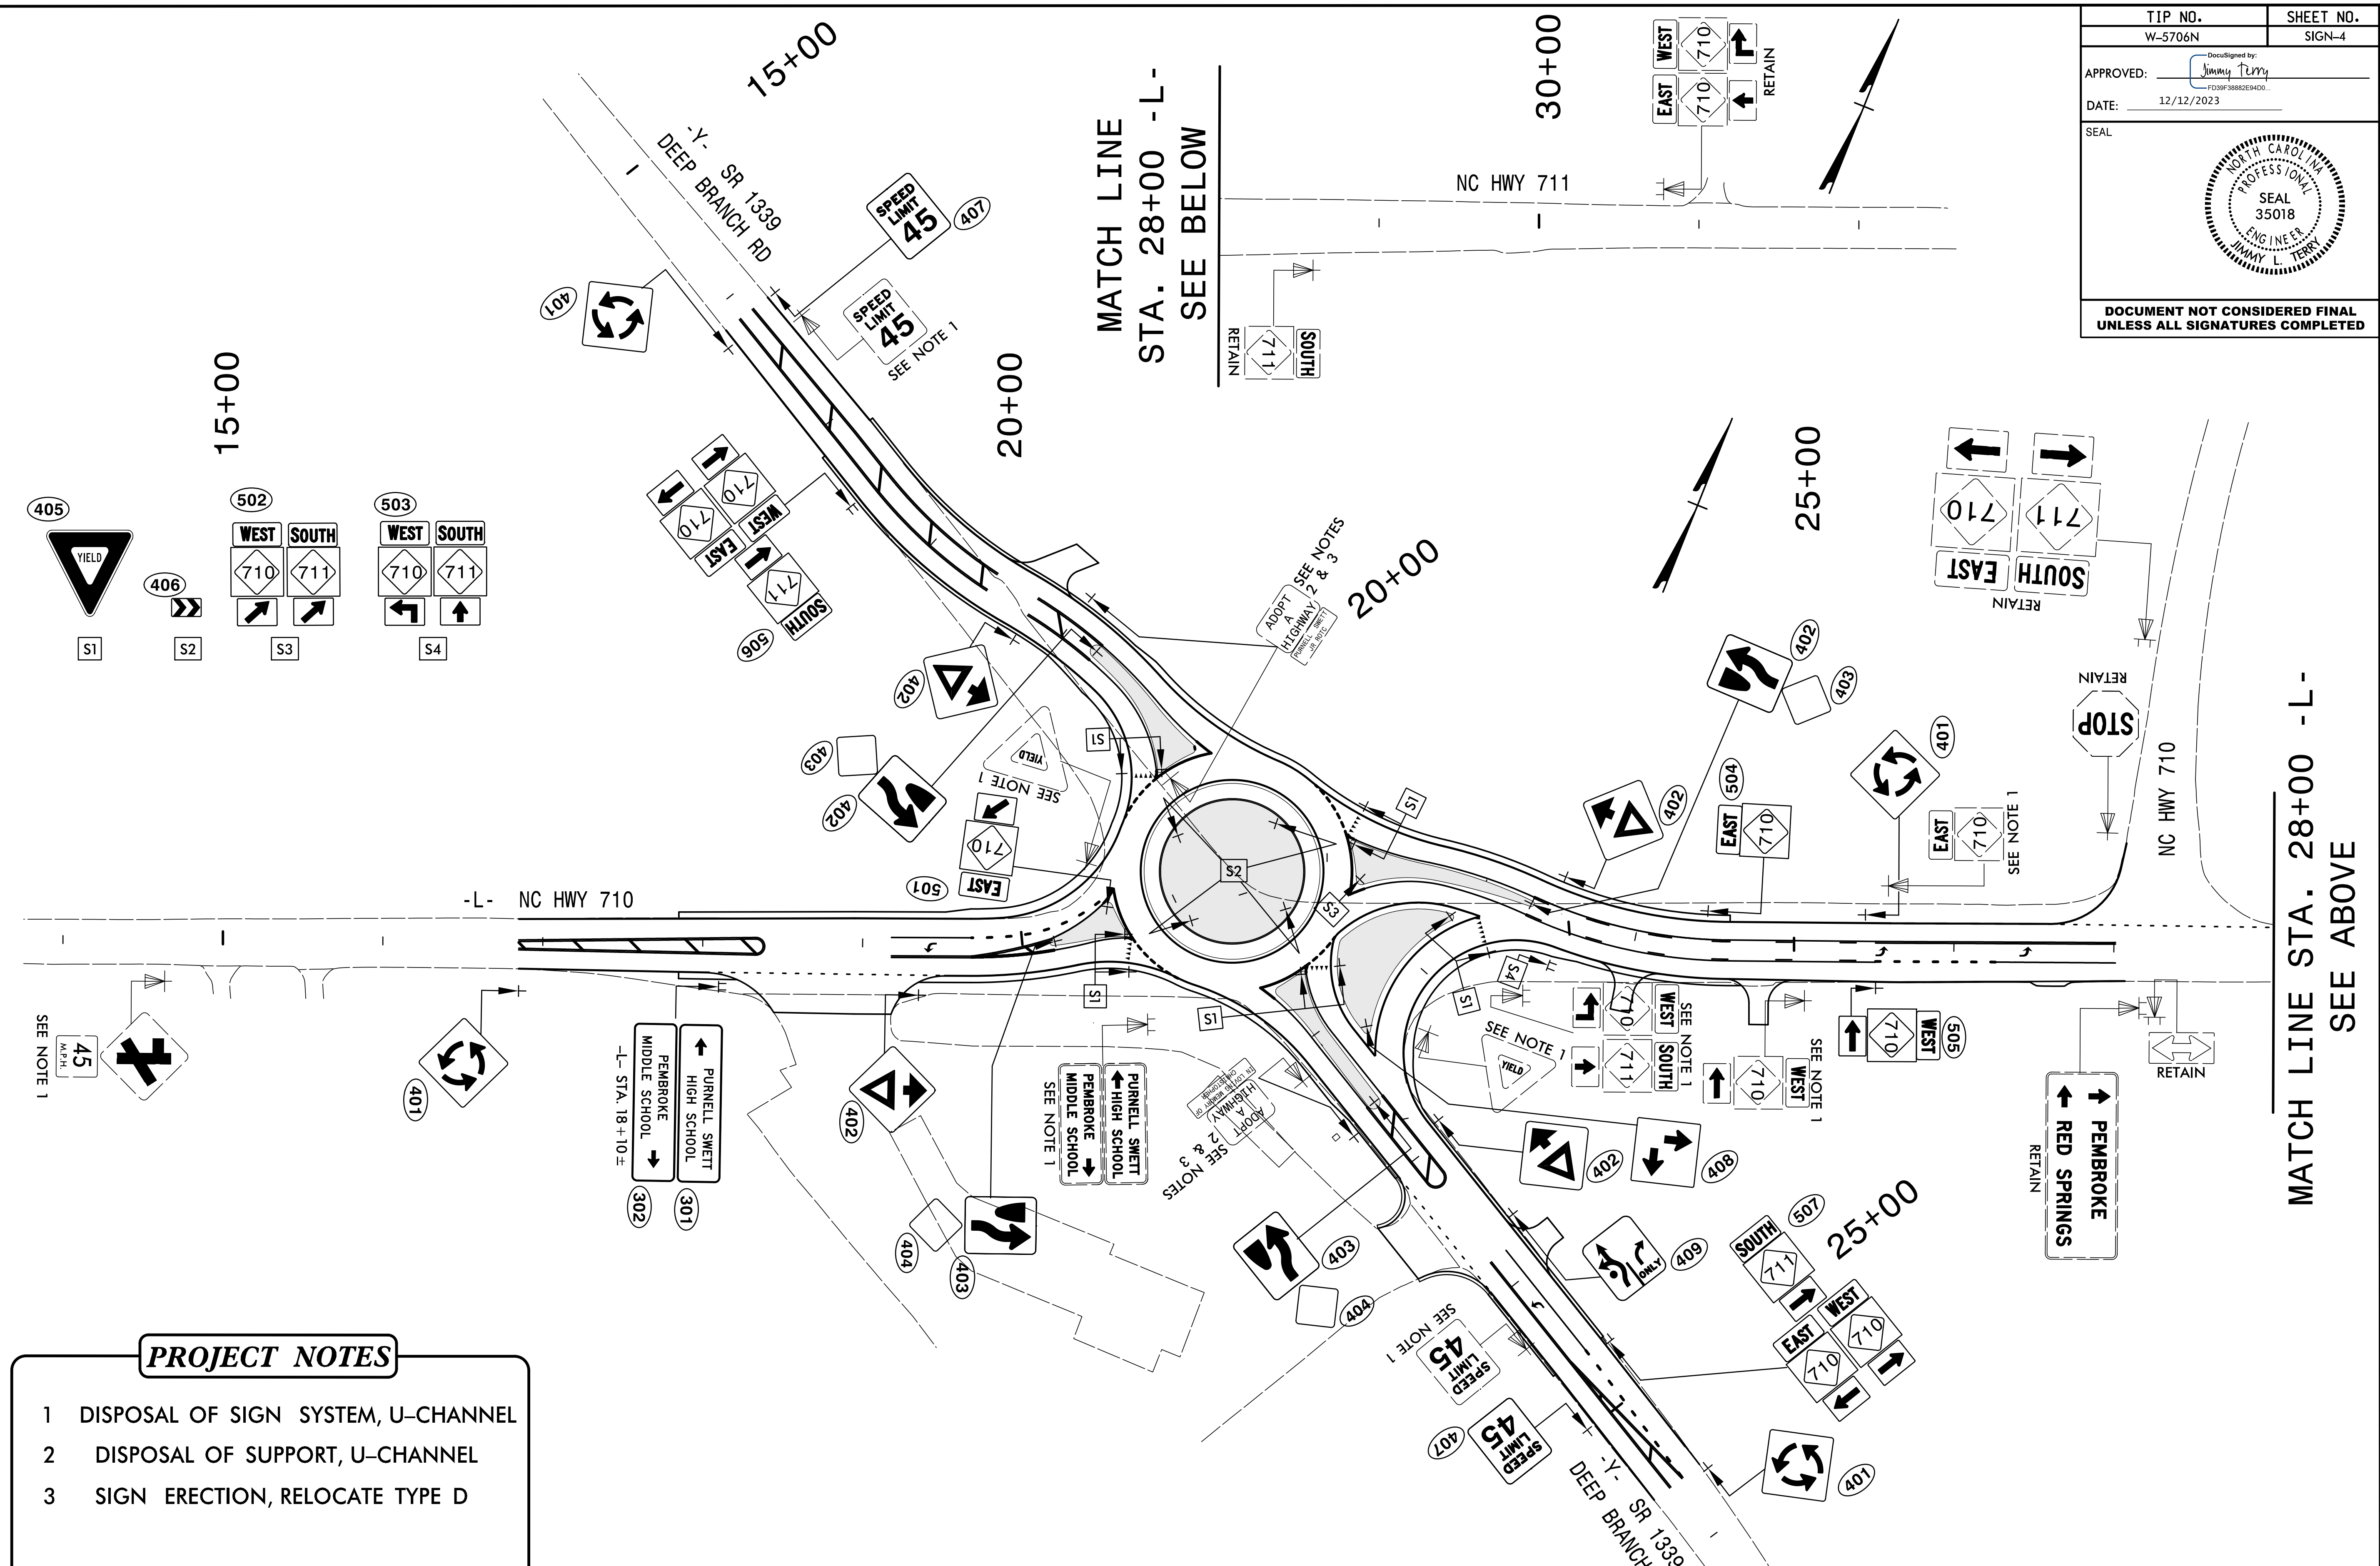 TIP NO.
SHEET NO.
W-5706N
SIGN-4
DocuSigned by:
APPROVED: Jimmy Terry
FD39F38882E94D0...
DATE: 12/12/2023
SEAL
NORTH CAROLINA
PROFESSIONAL
SEAL
35018
ENGINEER
JIMMY L. TERRY
DOCUMENT NOT CONSIDERED FINAL
UNLESS ALL SIGNATURES COMPLETED
15+00
-Y- SR 1339
DEEP BRANCH RD
SPEED
LIMIT
45
407
SPEED
LIMIT
45
SEE NOTE 1
401
MATCH LINE
STA. 28+00 -L-
SEE BELOW
30+00
WEST
710
EAST
710
RETAIN
NC HWY 711
SOUTH
711
RETAIN
15+00
20+00
25+00
405
YIELD
S1
406
S2
502
WEST SOUTH
710 711
S3
503
WEST SOUTH
710 711
S4
710
WEST
710
EAST
711
SOUTH
506
402
403
402
S1
YIELD
SEE NOTE 1
710
EAST
501
ADOPT
A
HIGHWAY
PURNELL SWETT
JR ROTC
SEE NOTES
2 & 3
20+00
S2
S1
S3
402
403
402
504
EAST
710
401
EAST
710
SEE NOTE 1
710
EAST
711
SOUTH
RETAIN
STOP
RETAIN
NC HWY 710
MATCH LINE STA. 28+00 -L-
SEE ABOVE
-L- NC HWY 710
45
M.P.H.
SEE NOTE 1
401
PURNELL SWETT
HIGH SCHOOL
PEMBROKE
MIDDLE SCHOOL
-L- STA. 18+10±
302
301
402
404
403
S1
PURNELL SWETT
HIGH SCHOOL
PEMBROKE
MIDDLE SCHOOL
SEE NOTE 1
S1
ADOPT
A
HIGHWAY
IN LOVING MEMORY OF
SEE NOTES
2 & 3
S1
S4
YIELD
SEE NOTE 1
WEST
710
SOUTH
711
SEE NOTE 1
WEST
710
SEE NOTE 1
WEST
710
505
RETAIN
PEMBROKE
RED SPRINGS
RETAIN
402
408
403
404
ONLY
409
507
SOUTH
711
WEST
710
EAST
710
25+00
SPEED
LIMIT
45
SEE NOTE 1
SPEED
LIMIT
45
407
401
-Y- SR 1339
DEEP BRANCH
PROJECT NOTES
1 DISPOSAL OF SIGN SYSTEM, U-CHANNEL
2 DISPOSAL OF SUPPORT, U-CHANNEL
3 SIGN ERECTION, RELOCATE TYPE D